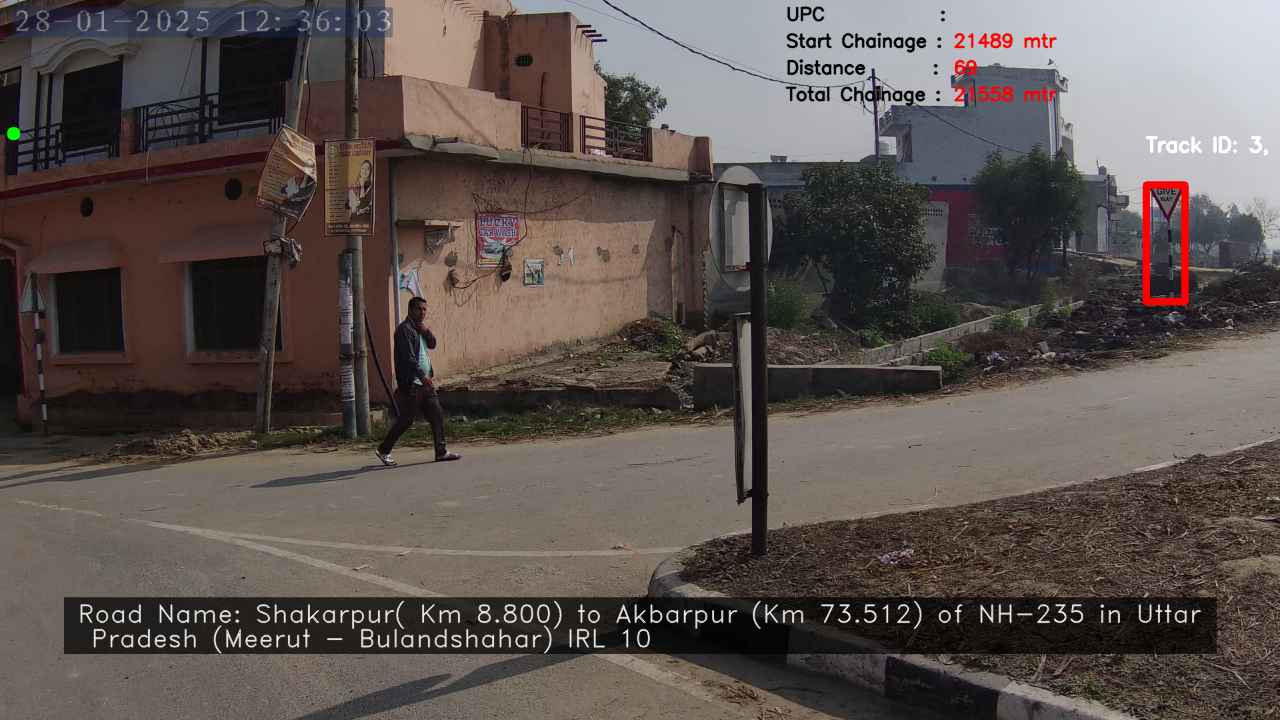 28-01-2025 12:36:03
UPC :
Start Chainage : 21489 mtr
Distance : 69
Total Chainage : 21558 mtr
Track ID: 3,
GIVE
WAY
Road Name: Shakarpur( Km 8.800) to Akbarpur (Km 73.512) of NH-235 in Uttar
Pradesh (Meerut - Bulandshahar) IRL 10